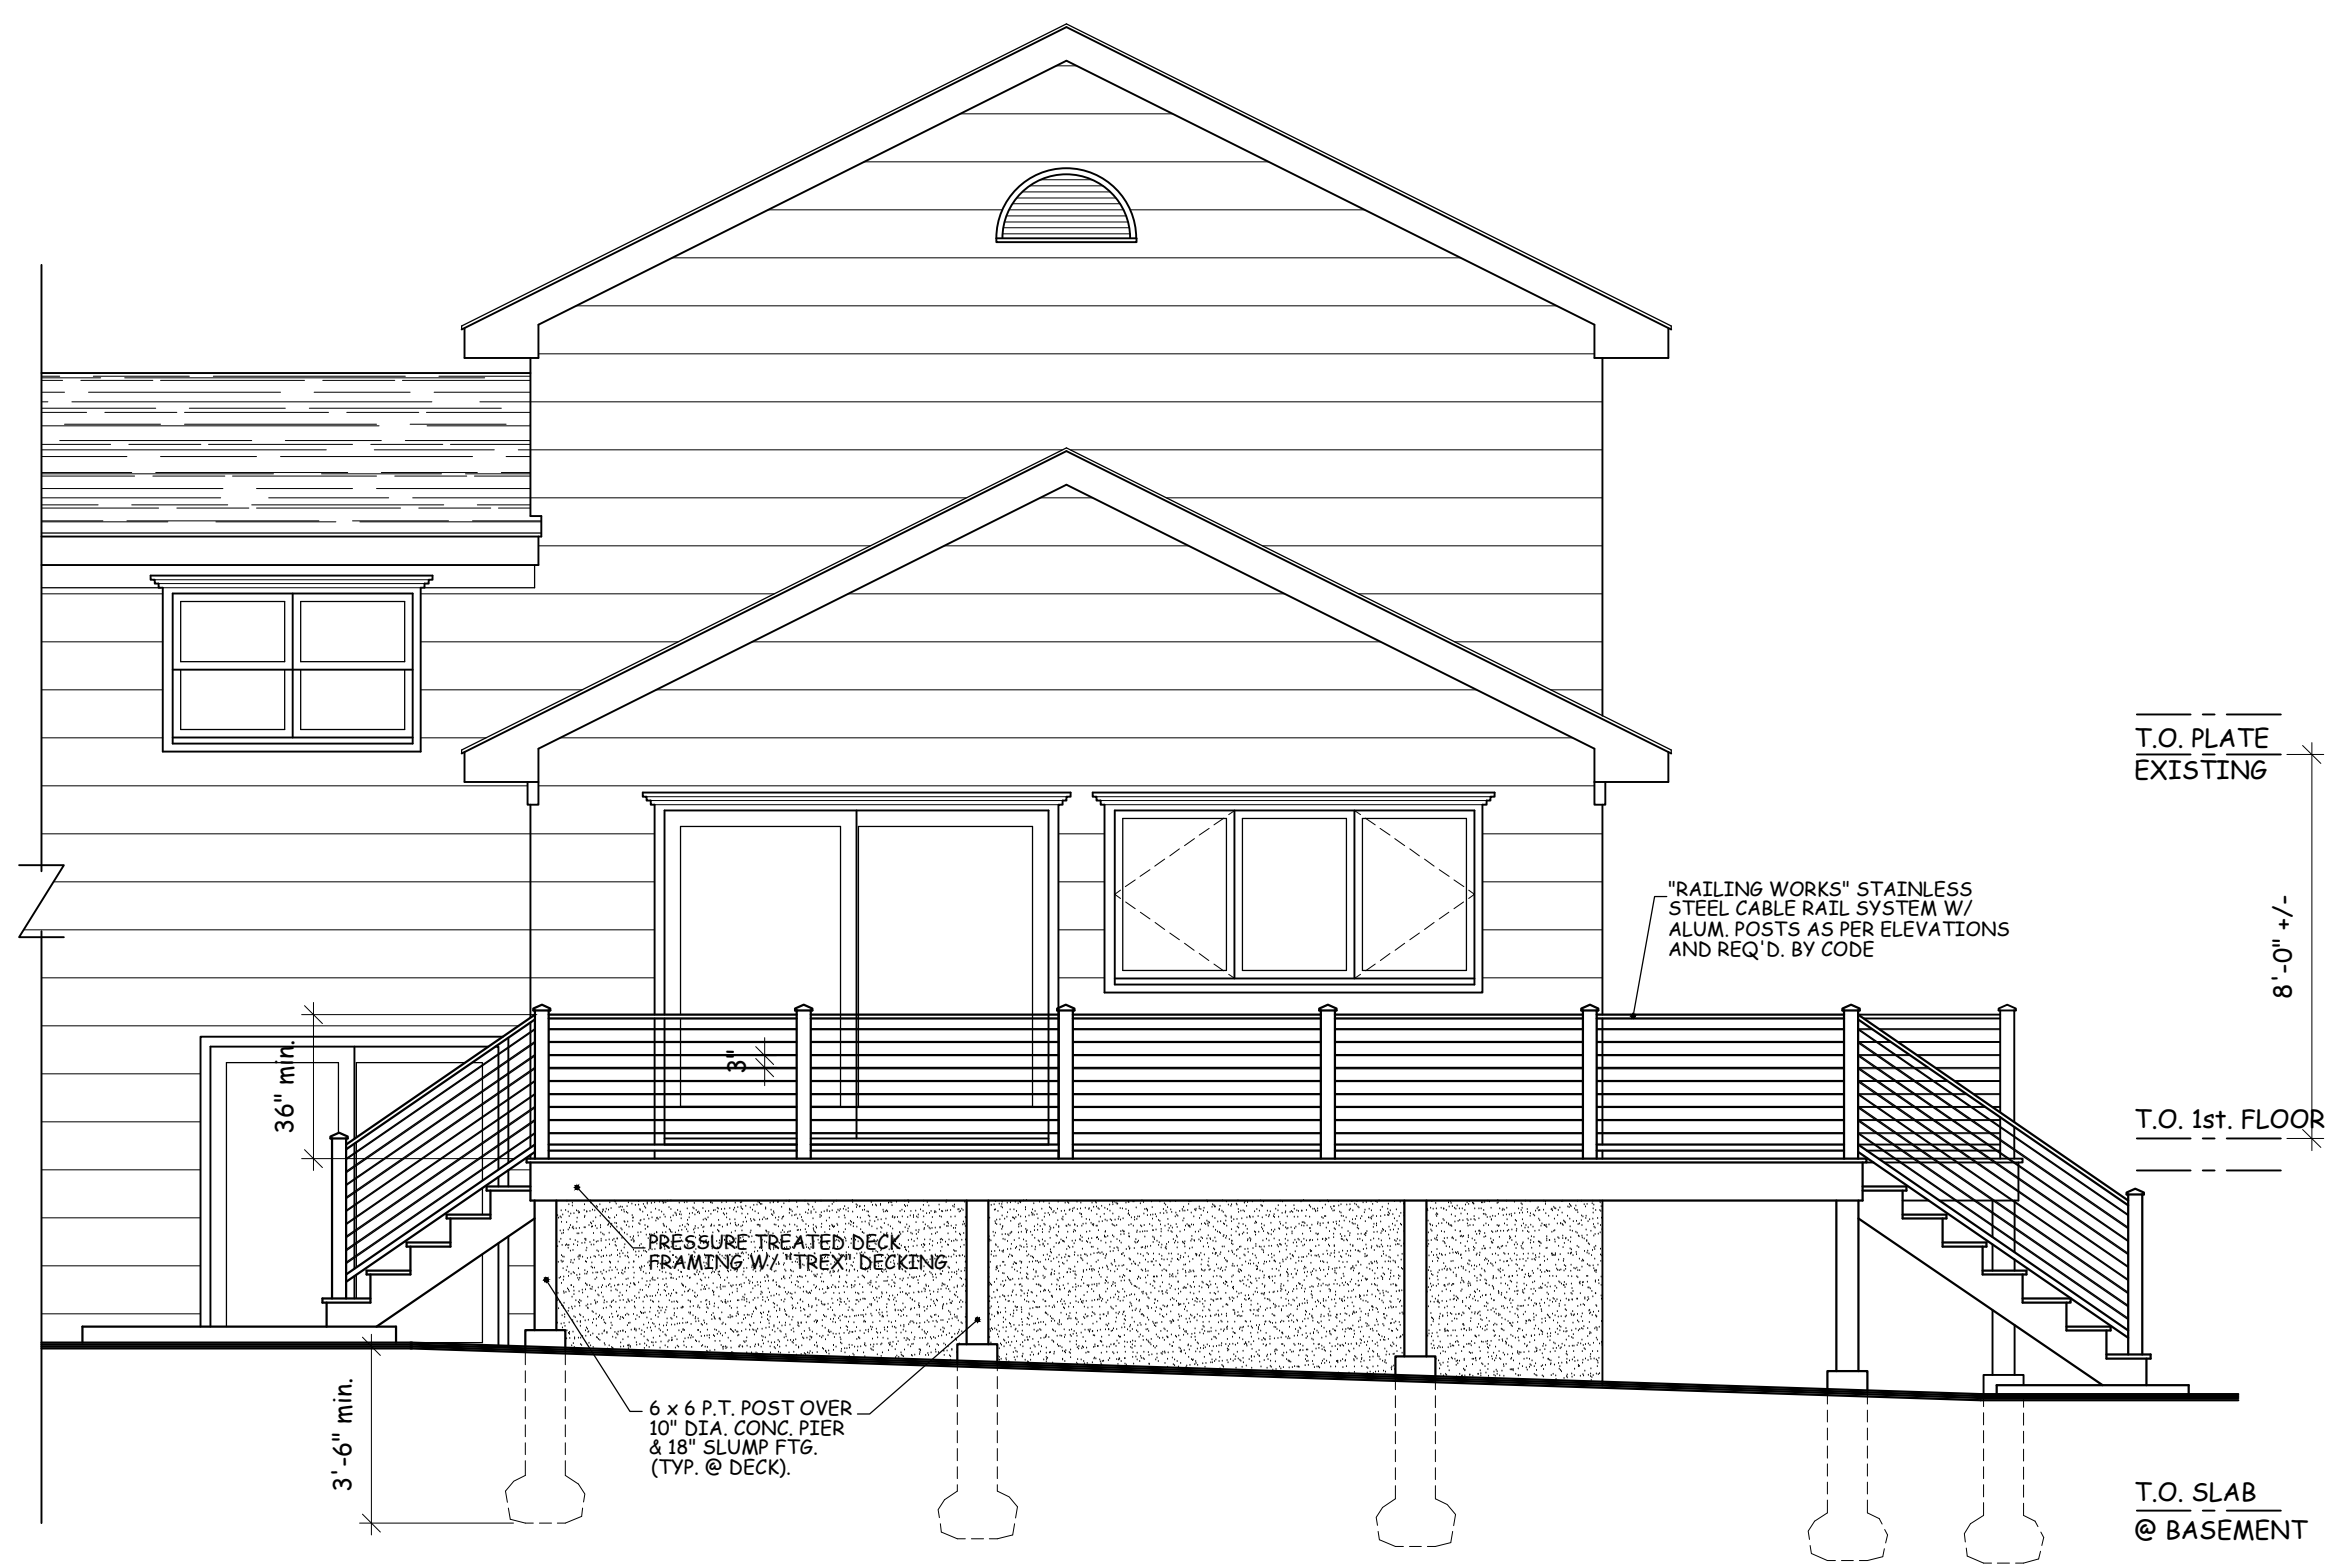 T.O. PLATE
EXISTING
"RAILING WORKS" STAINLESS
STEEL CABLE RAIL SYSTEM W/
ALUM. POSTS AS PER ELEVATIONS
AND REQ'D. BY CODE
8'-0" +/-
36" min.
3"
T.O. 1st. FLOOR
PRESSURE TREATED DECK
FRAMING W/ "TREX" DECKING
6 x 6 P.T. POST OVER
10" DIA. CONC. PIER
& 18" SLUMP FTG.
(TYP. @ DECK).
3'-6" min.
T.O. SLAB
@ BASEMENT